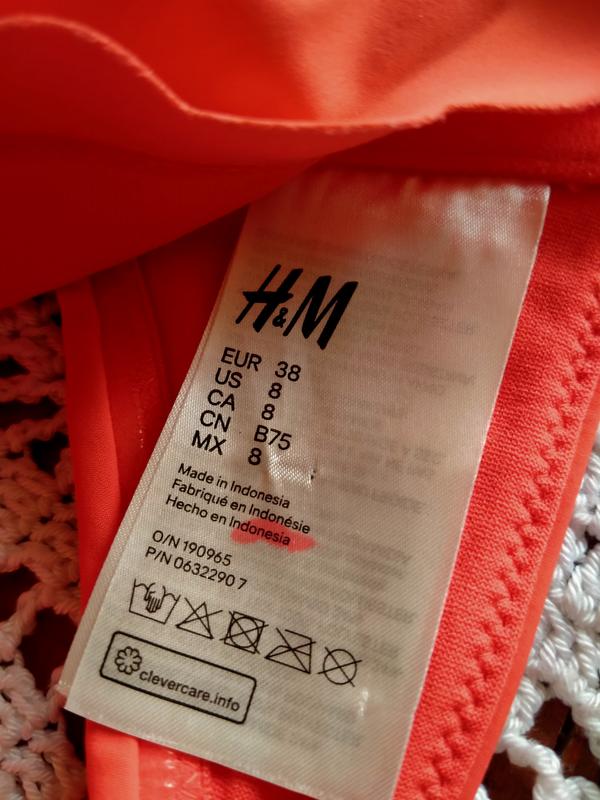 H&M
EUR 38
US 8
CA 8
CN B75
MX 8
Made in Indonesia
Fabriqué en Indonésie
Hecho en Indonesia
O/N 190965
P/N 0632290 7
clevercare.info